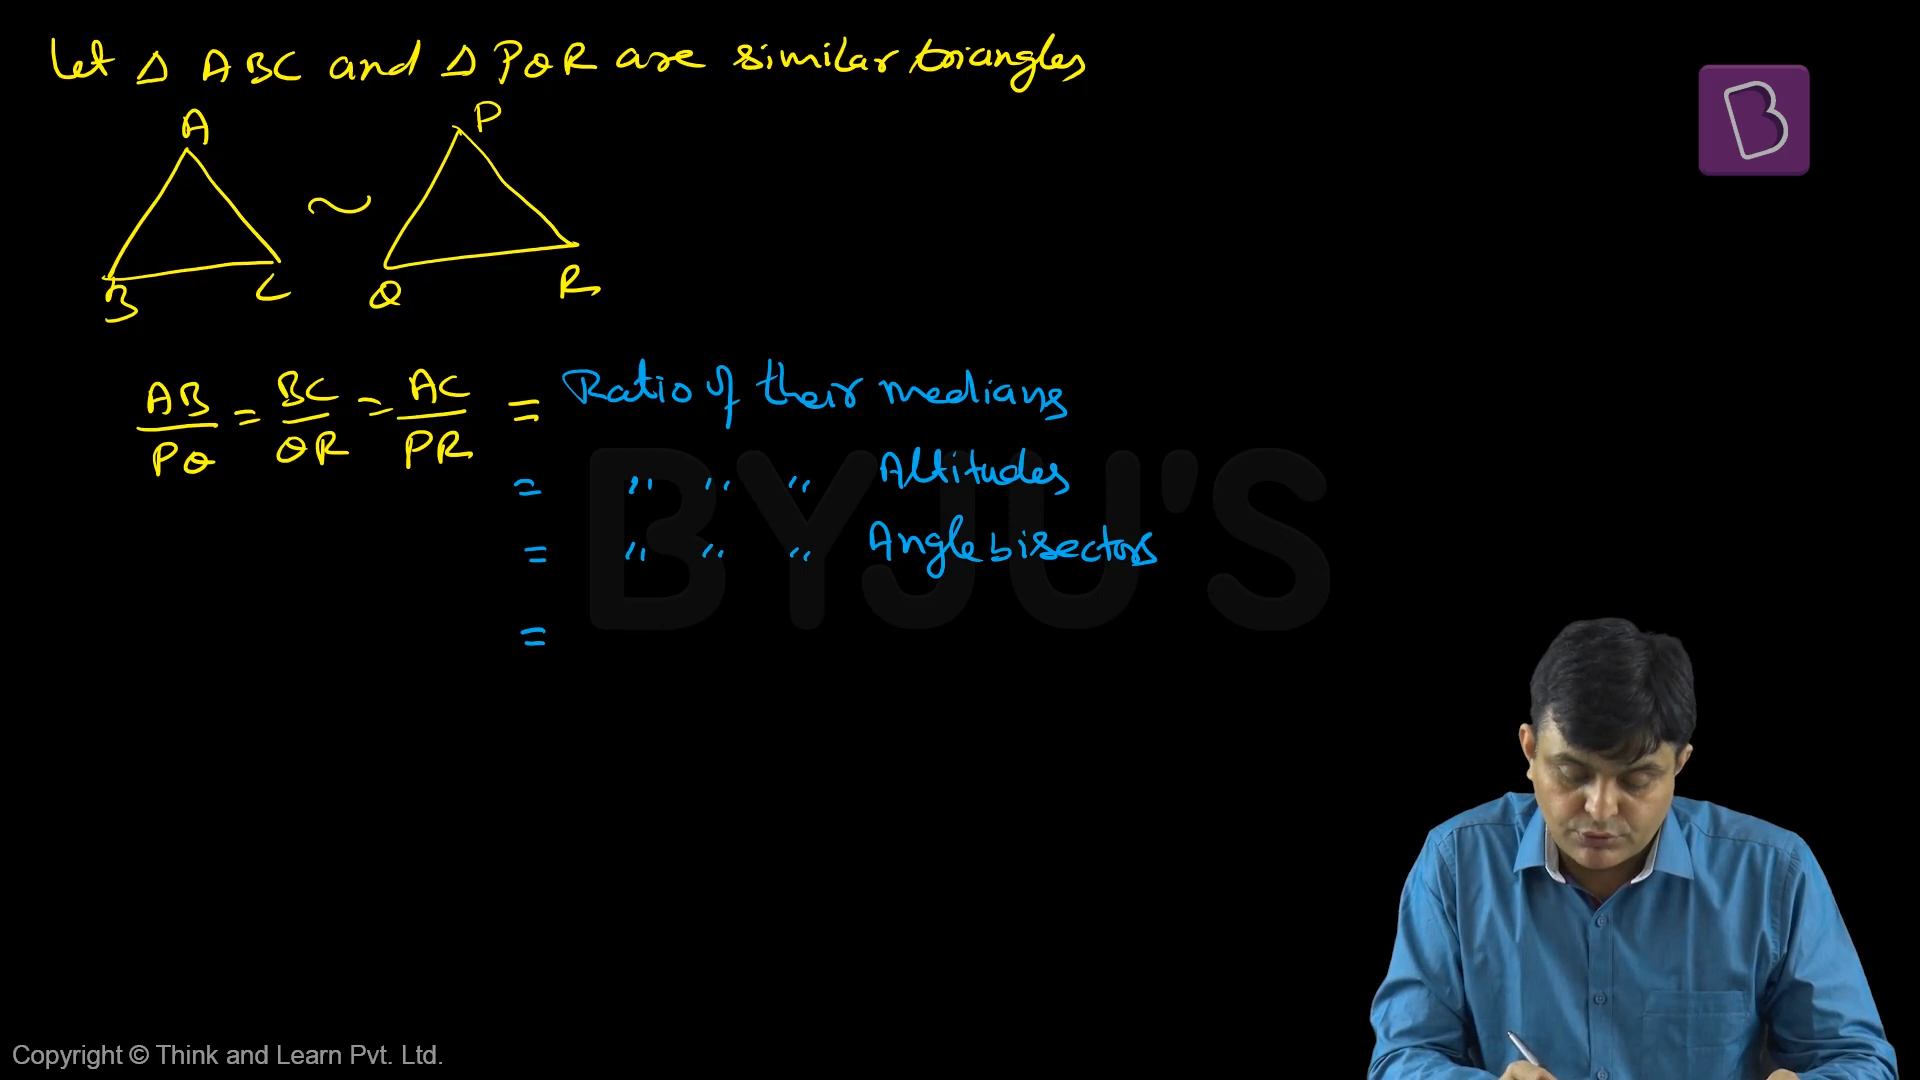 Let Δ ABC and Δ PQR are similar triangles
A
P
~
B
C
Q
R
AB/PQ = BC/QR = AC/PR = Ratio of their medians
= " " " Altitudes
= " " " Angle bisectors
=
BYJU'S
B
Copyright © Think and Learn Pvt. Ltd.